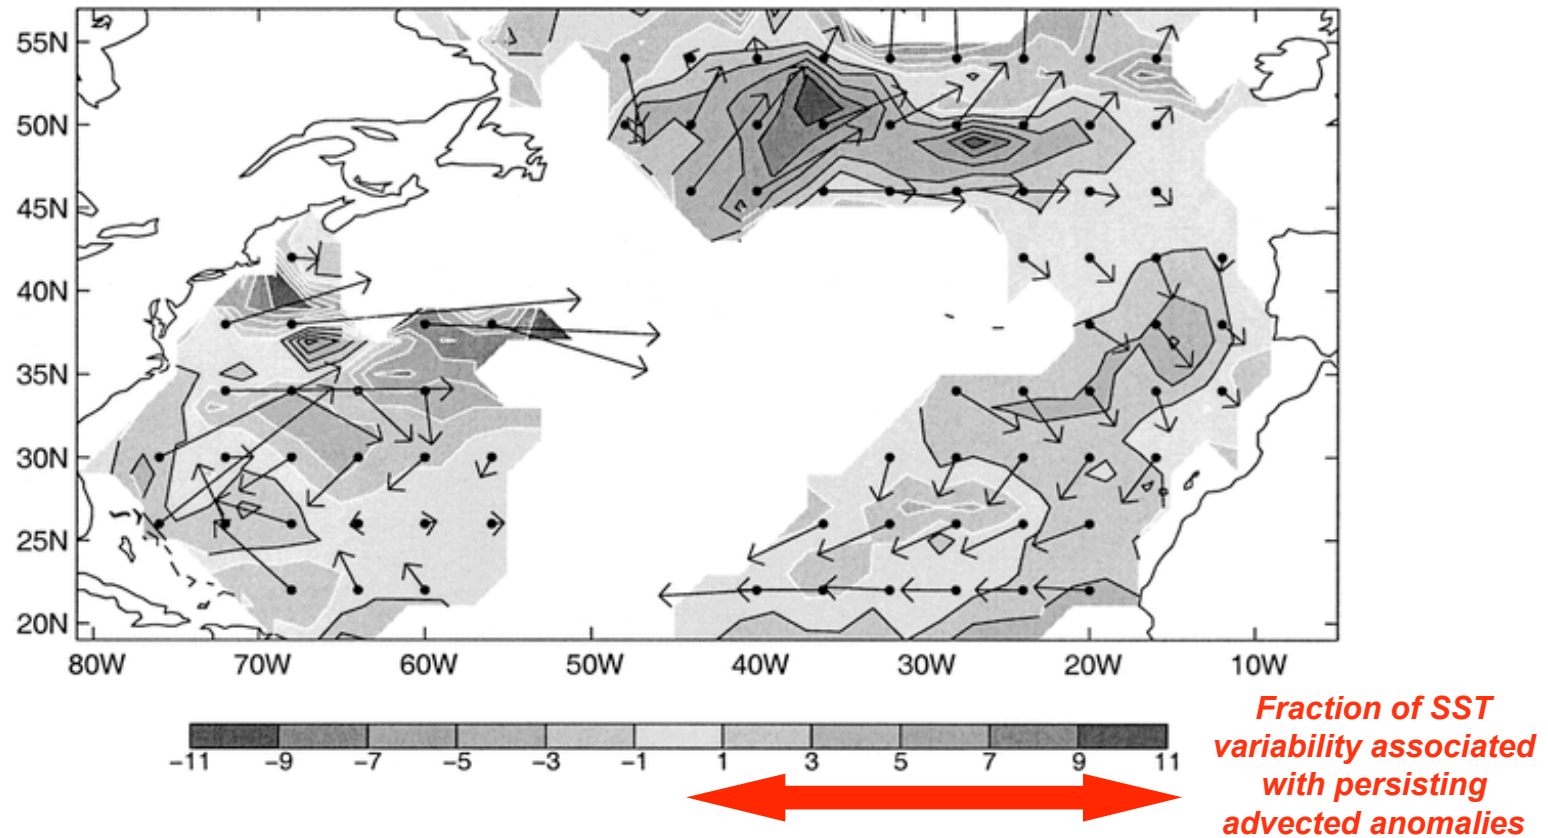 55N
50N
45N
40N
35N
30N
25N
20N
80W 70W 60W 50W 40W 30W 20W 10W
−11 −9 −7 −5 −3 −1 1 3 5 7 9 11
Fraction of SST
variability associated
with persisting
advected anomalies